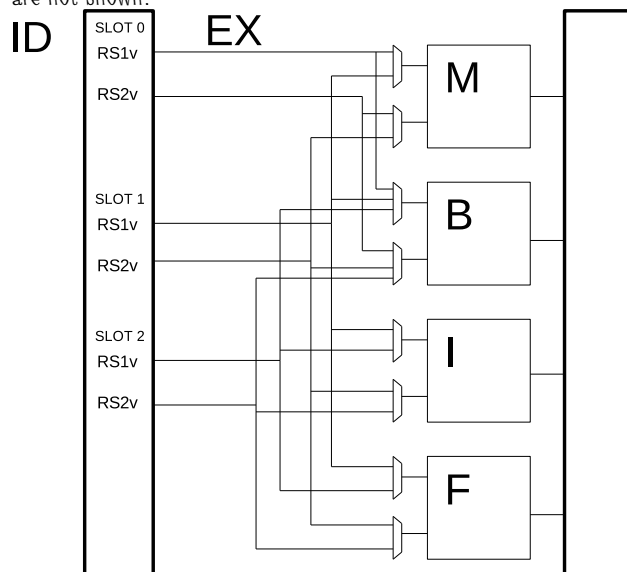 are not shown.
ID
SLOT 0
EX
RS1v
M
RS2v
SLOT 1
RS1v
B
RS2v
SLOT 2
RS1v
I
RS2v
F